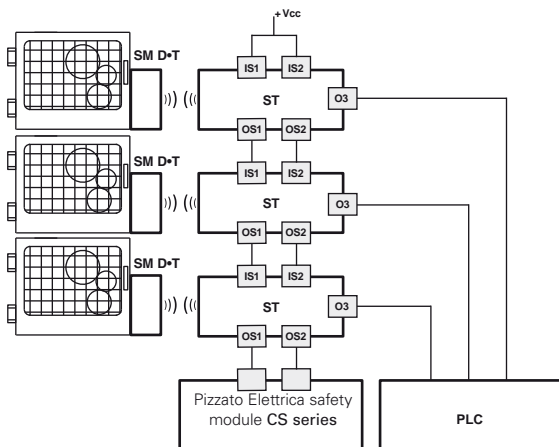 +Vcc
SM D•T
IS1 IS2
ST
O3
OS1 OS2
SM D•T
IS1 IS2
ST
O3
OS1 OS2
SM D•T
IS1 IS2
ST
O3
OS1 OS2
Pizzato Elettrica safety
module CS series
PLC